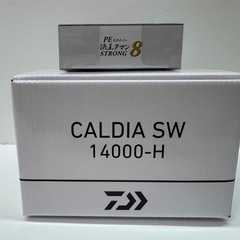 PE
STRONG 8
CALDIA SW
14000-H